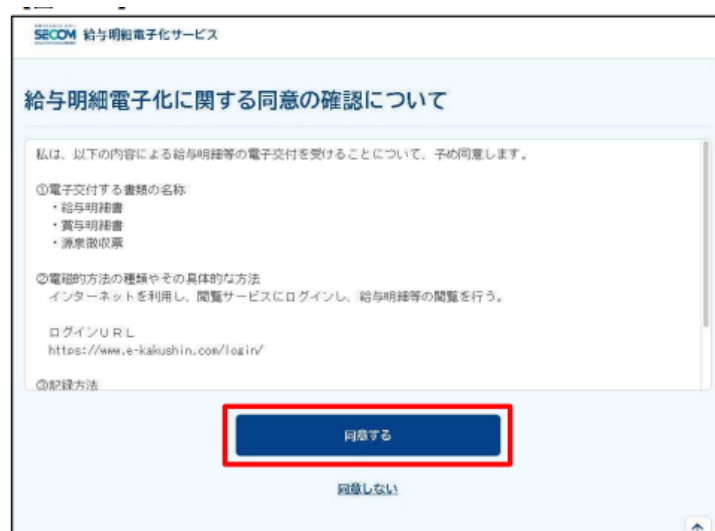 SECOM 給与明細電子化サービス
給与明細電子化に関する同意の確認について
私は、以下の内容による給与明細等の電子交付を受けることについて、予め同意します。
①電子交付する書類の名称
・給与明細書
・賞与明細書
・源泉徴収票
②電磁的方法の種類やその具体的な方法
インターネットを利用し、閲覧サービスにログインし、給与明細等の閲覧を行う。
ログインＵＲＬ
https://www.e-kakushin.com/login/
③記録方法
同意する
同意しない